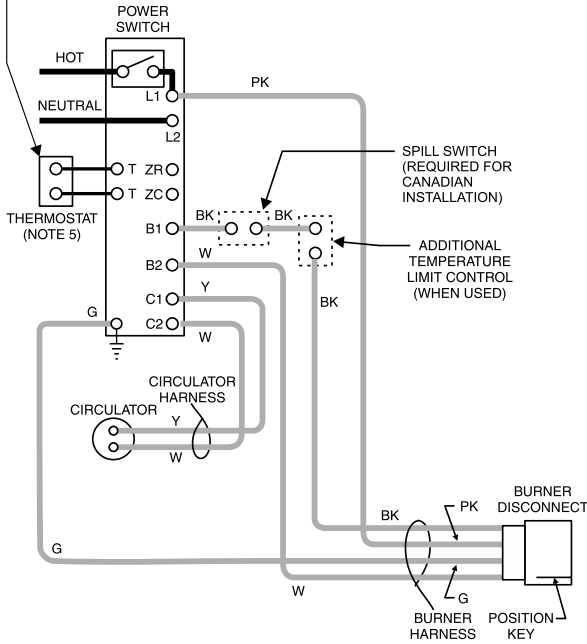 POWER
SWITCH
HOT
PK
L1
NEUTRAL
L2
SPILL SWITCH
(REQUIRED FOR
CANADIAN
INSTALLATION)
T ZR
T ZC
THERMOSTAT
(NOTE 5)
BK
BK
B1
ADDITIONAL
TEMPERATURE
LIMIT CONTROL
(WHEN USED)
W
B2
Y
C1
BK
G
C2
W
CIRCULATOR
HARNESS
CIRCULATOR
Y
W
BURNER
DISCONNECT
BK
PK
G
W
G
BURNER
HARNESS
POSITION
KEY